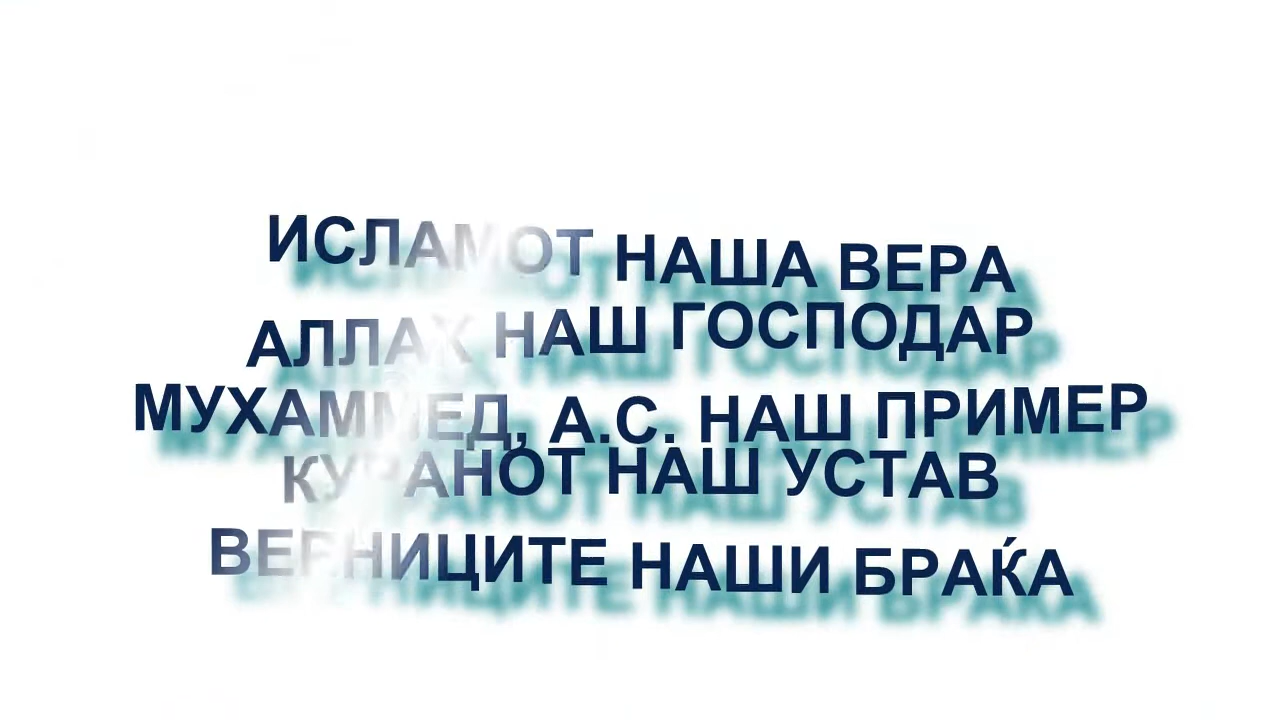 ИСЛАМОТ НАША ВЕРА
АЛЛАХ НАШ ГОСПОДАР
МУХАММЕД, А.С. НАШ ПРИМЕР
КУРАНОТ НАШ УСТАВ
ВЕРНИЦИТЕ НАШИ БРАЌА